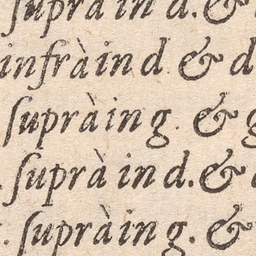 ſuprà in d. &
infrà in d. & d
ſuprà in g. & g
. ſuprà in d. &
. ſuprà in g. &